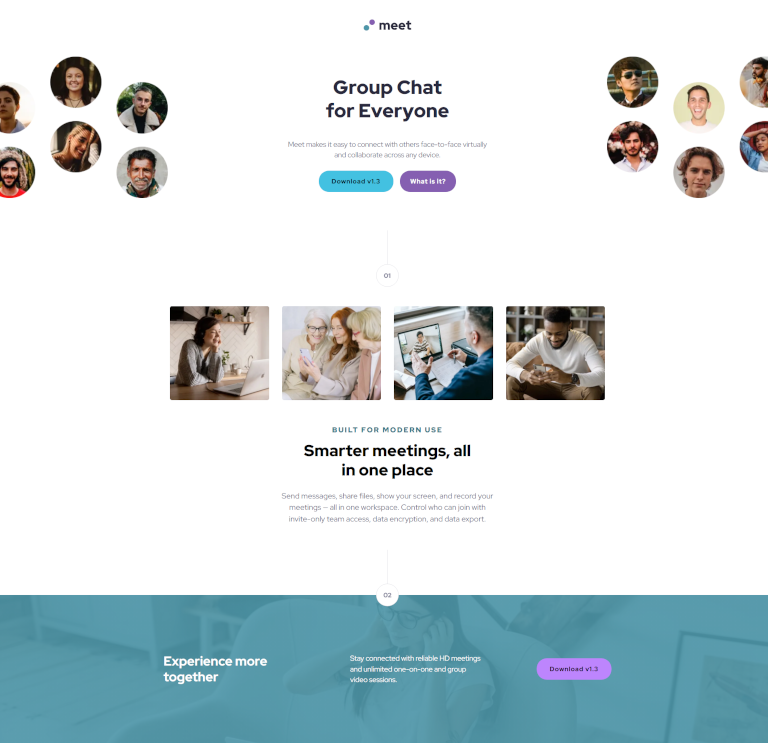 meet
Group Chat
for Everyone
Meet makes it easy to connect with others face-to-face virtually
and collaborate across any device.
Download v1.3
What is it?
01
BUILT FOR MODERN USE
Smarter meetings, all
in one place
Send messages, share files, show your screen, and record your
meetings — all in one workspace. Control who can join with
invite-only team access, data encryption, and data export.
02
Experience more
together
Stay connected with reliable HD meetings
and unlimited one-on-one and group
video sessions.
Download v1.3